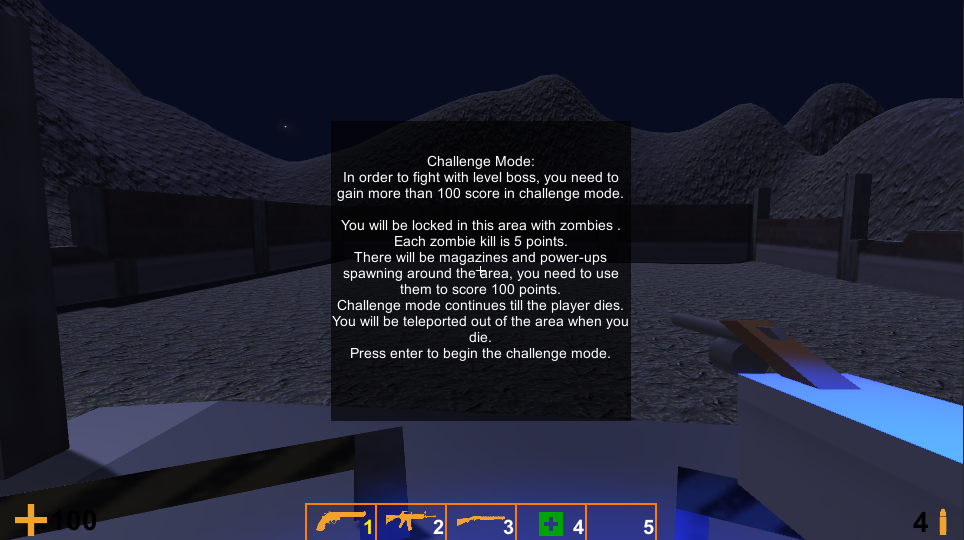 Challenge Mode:
In order to fight with level boss, you need to
gain more than 100 score in challenge mode.
You will be locked in this area with zombies .
Each zombie kill is 5 points.
There will be magazines and power-ups
spawning around the area, you need to use
them to score 100 points.
Challenge mode continues till the player dies.
You will be teleported out of the area when you
die.
Press enter to begin the challenge mode.
100
1 2 3 4 5
4